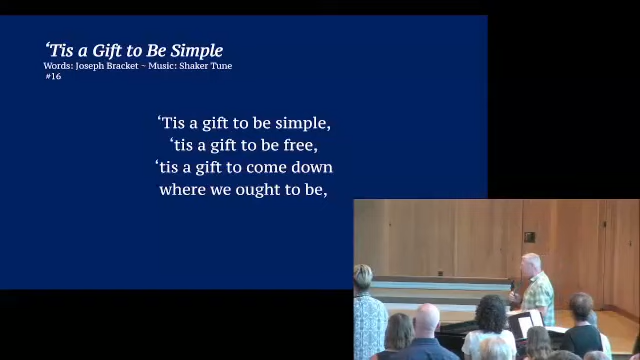 ‘Tis a Gift to Be Simple
Words: Joseph Bracket ~ Music: Shaker Tune
#16
‘Tis a gift to be simple,
‘tis a gift to be free,
‘tis a gift to come down
where we ought to be,